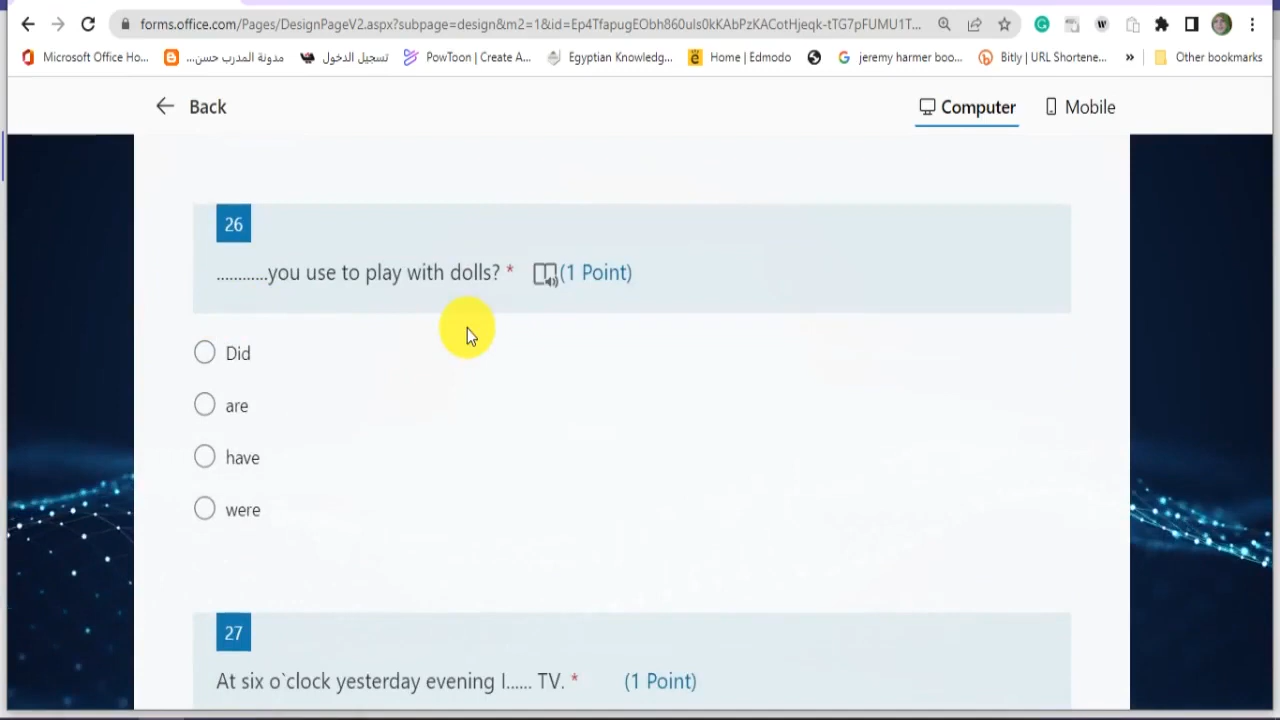 forms.office.com/Pages/DesignPageV2.aspx?subpage=design&m2=1&id=Ep4TfapugEObh860uls0kKAvPzKACotHjeqk-tTG7pFUMU1T...
Microsoft Office Ho...
مدونة المدرب حسن...
تسجيل الدخول
PowToon | Create A...
Egyptian Knowledg...
Home | Edmodo
jeremy harmer boo...
Bitly | URL Shortene...
»
Other bookmarks
Back
Computer
Mobile
26
............you use to play with dolls? * (1 Point)
Did
are
have
were
27
At six o`clock yesterday evening I...... TV. * (1 Point)